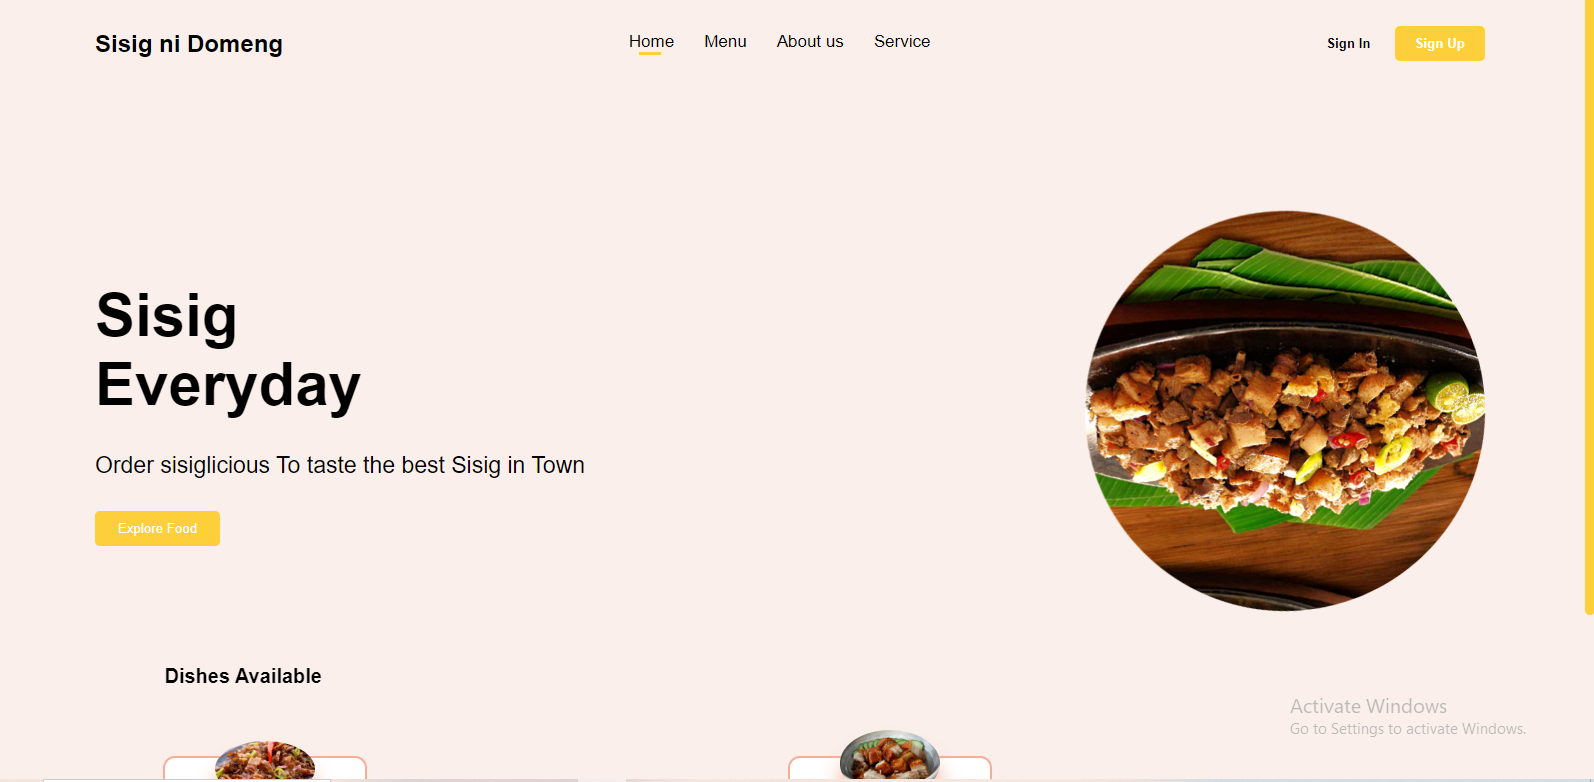 Sisig ni Domeng
Home Menu About us Service
Sign In Sign Up
Sisig
Everyday
Order sisiglicious To taste the best Sisig in Town
Explore Food
Dishes Available
Activate Windows
Go to Settings to activate Windows.